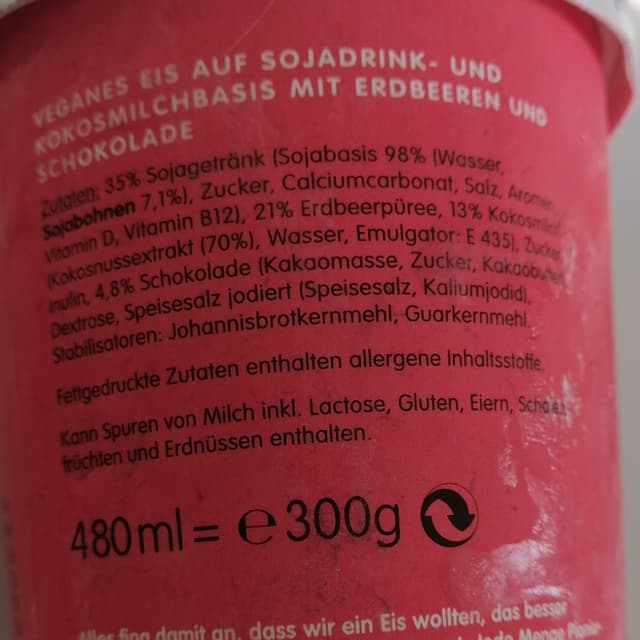 VEGANES EIS AUF SOJADRINK- UND
KOKOSMILCHBASIS MIT ERDBEEREN UND
SCHOKOLADE
Zutaten: 35% Sojagetränk (Sojabasis 98% (Wasser,
Sojabohnen 7,1%), Zucker, Calciumcarbonat, Salz, Aromen,
Vitamin D, Vitamin B12), 21% Erdbeerpüree, 13% Kokosmilch
(Kokosnussextrakt (70%), Wasser, Emulgator: E 435), Zucker,
Inulin, 4,8% Schokolade (Kakaomasse, Zucker, Kakaobutter),
Dextrose, Speisesalz jodiert (Speisesalz, Kaliumjodid),
Stabilisatoren: Johannisbrotkernmehl, Guarkernmehl.
Fettgedruckte Zutaten enthalten allergene Inhaltsstoffe.
Kann Spuren von Milch inkl. Lactose, Gluten, Eiern, Schalen-
früchten und Erdnüssen enthalten.
480ml = e 300g
Alles fing damit an, dass wir ein Eis wollten, das besser